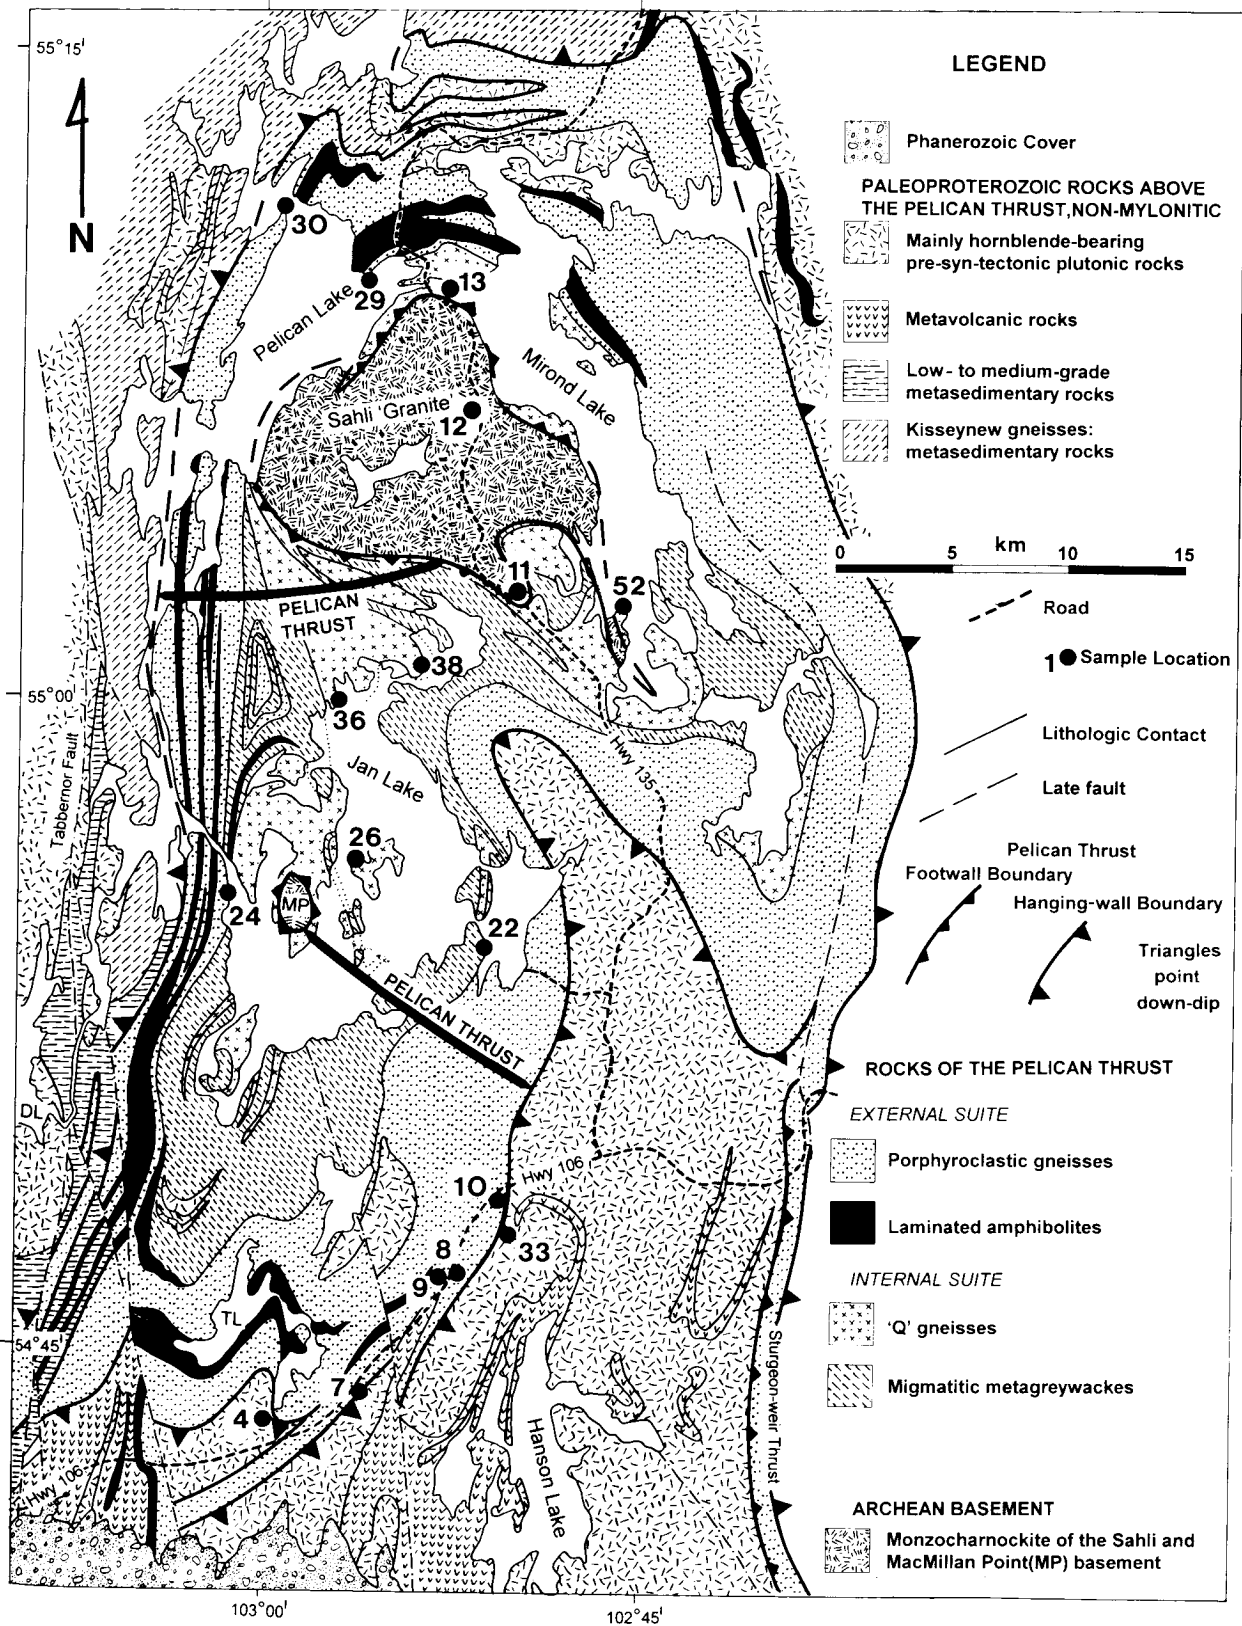 55°15'
N
30
29
13
Pelican Lake
Mirond Lake
Sahli 'Granite'
12
11
52
PELICAN
THRUST
38
36
55°00'
Jan Lake
Hwy 135
Tabbernor Fault
26
24
MP
22
PELICAN THRUST
DL
Hwy 106
10
33
8
9
TL
54°45'
7
4
Hwy 106
Hanson Lake
Sturgeon-weir Thrust
103°00'
102°45'
LEGEND
Phanerozoic Cover
PALEOPROTEROZOIC ROCKS ABOVE
THE PELICAN THRUST,NON-MYLONITIC
Mainly hornblende-bearing
pre-syn-tectonic plutonic rocks
Metavolcanic rocks
Low- to medium-grade
metasedimentary rocks
Kisseynew gneisses:
metasedimentary rocks
0 5 km 10 15
Road
1 Sample Location
Lithologic Contact
Late fault
Pelican Thrust
Footwall Boundary
Hanging-wall Boundary
Triangles
point
down-dip
ROCKS OF THE PELICAN THRUST
EXTERNAL SUITE
Porphyroclastic gneisses
Laminated amphibolites
INTERNAL SUITE
'Q' gneisses
Migmatitic metagreywackes
ARCHEAN BASEMENT
Monzocharnockite of the Sahli and
MacMillan Point(MP) basement